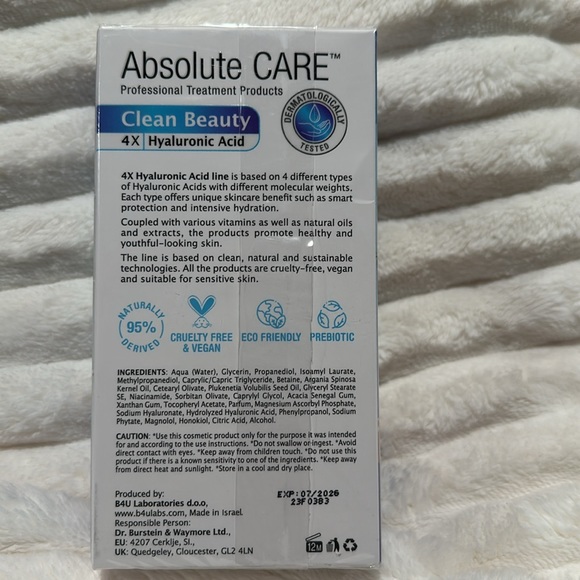 Absolute CARE™
Professional Treatment Products
Clean Beauty
4X Hyaluronic Acid
DERMATOLOGICALLY
TESTED
4X Hyaluronic Acid line is based on 4 different types
of Hyaluronic Acids with different molecular weights.
Each type offers unique skincare benefit such as smart
protection and intensive hydration.
Coupled with various vitamins as well as natural oils
and extracts, the products promote healthy and
youthful-looking skin.
The line is based on clean, natural and sustainable
technologies. All the products are cruelty-free, vegan
and suitable for sensitive skin.
NATURALLY
95%
DERIVED
CRUELTY FREE
& VEGAN
ECO FRIENDLY
PREBIOTIC
INGREDIENTS: Aqua (Water), Glycerin, Propanediol, Isoamyl Laurate,
Methylpropanediol, Caprylic/Capric Triglyceride, Betaine, Argania Spinosa
Kernel Oil, Cetearyl Olivate, Plukenetia Volubilis Seed Oil, Glyceryl Stearate
SE, Niacinamide, Sorbitan Olivate, Caprylyl Glycol, Acacia Senegal Gum,
Xanthan Gum, Tocopheryl Acetate, Parfum, Magnesium Ascorbyl Phosphate,
Sodium Hyaluronate, Hydrolyzed Hyaluronic Acid, Phenylpropanol, Sodium
Phytate, Magnolol, Honokiol, Citric Acid, Alcohol.
CAUTION: *Use this cosmetic product only for the purpose it was intended
for and according to the use instructions. *Do not swallow or ingest. *Avoid
direct contact with eyes. *Keep away from children touch. *Do not use this
product if there is a known sensitivity to one of the ingredients. *Keep away
from direct heat and sunlight. *Store in a cool and dry place.
Produced by:
B4U Laboratories d.o.o,
www.b4ulabs.com, Made in Israel
Responsible Person:
Dr. Burstein & Waymore Ltd.,
EU: 4207 Cerklje, Sl.,
UK: Quedgeley, Gloucester, GL2 4LN
EXP:07/2026
23F0383
12M